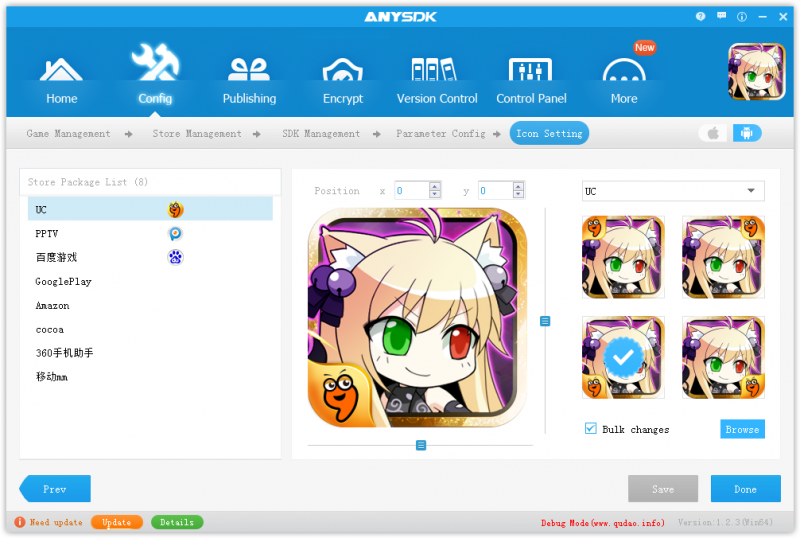 ANYSDK
New
Home
Config
Publishing
Encrypt
Version Control
Control Panel
More
Game Management
Store Management
SDK Management
Parameter Config
Icon Setting
Store Package List (8)
UC
PPTV
百度游戏
GooglePlay
Amazon
cocoa
360手机助手
移动mm
Position x 0 y 0
UC
Bulk changes
Browse
Prev
Save
Done
Need update
Update
Details
Debug Mode(www.qudao.info)
Version:1.2.3(Win64)